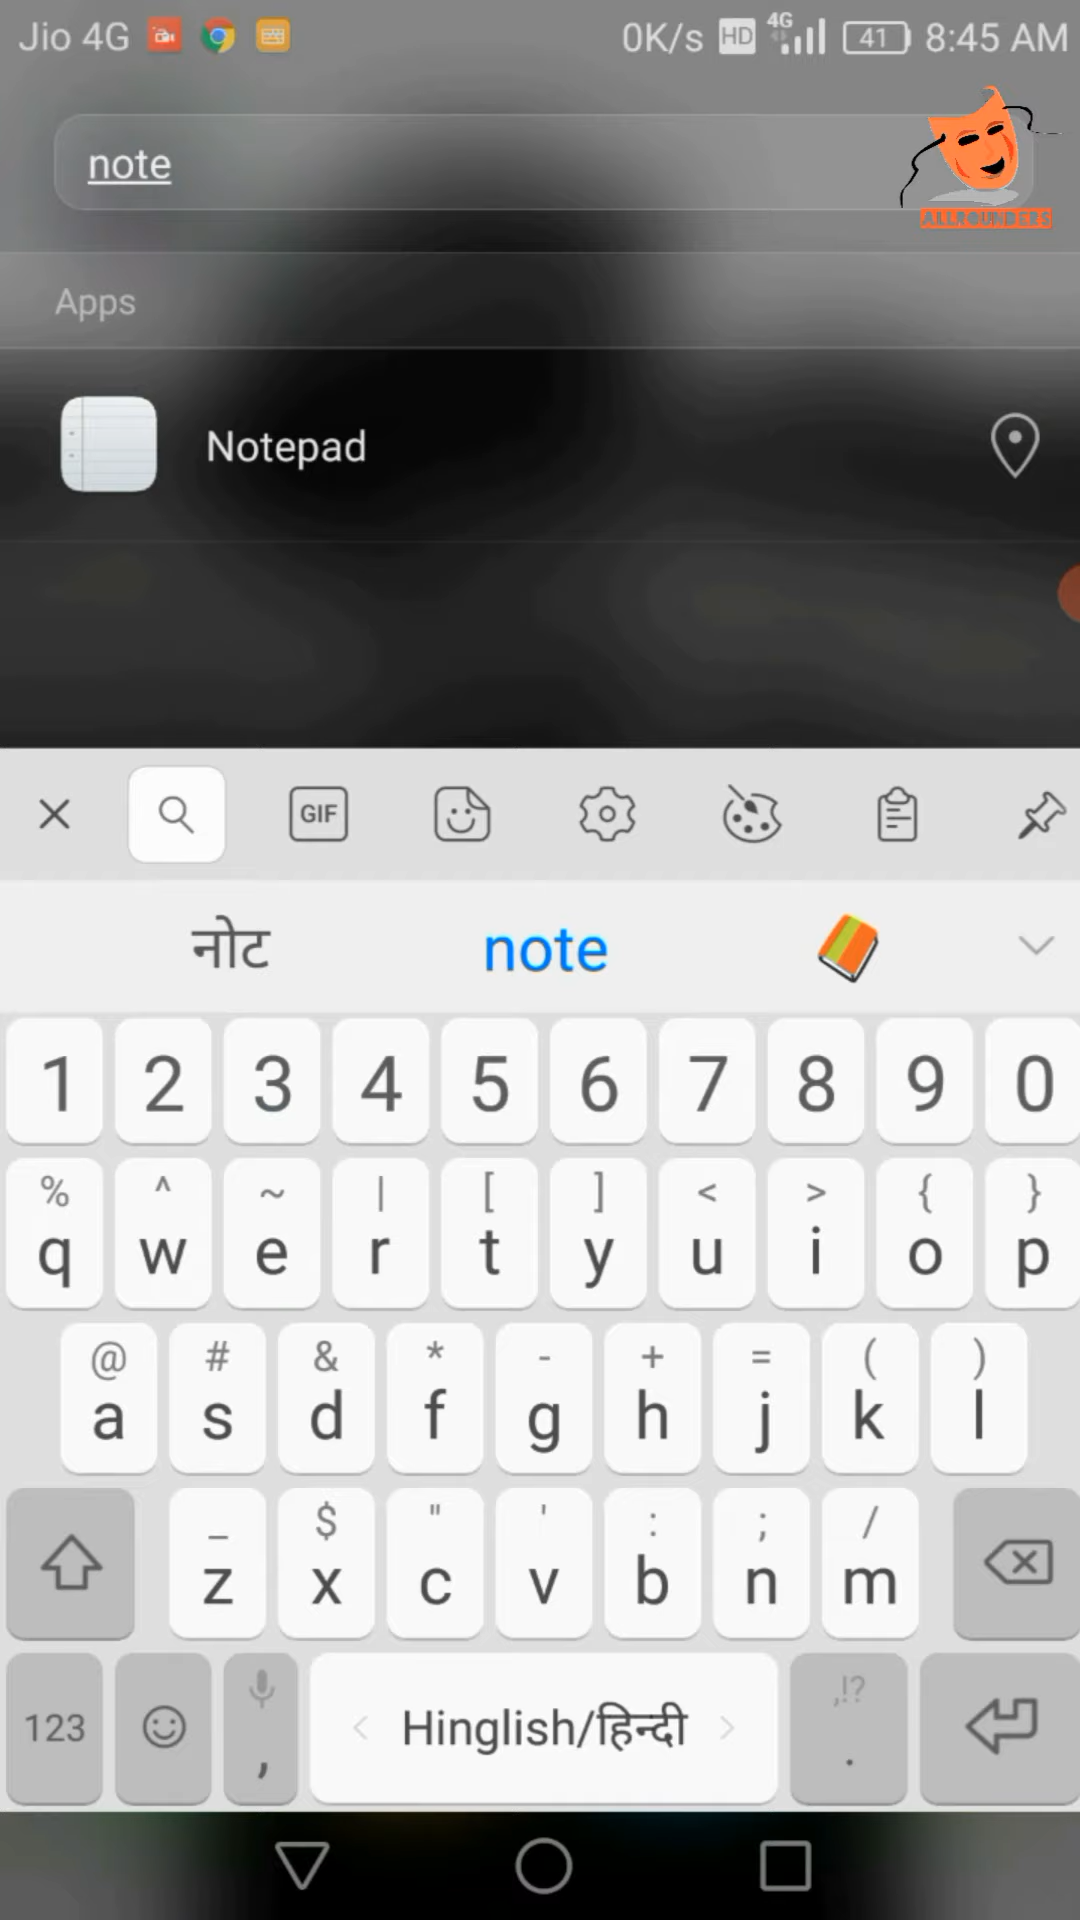 Jio 4G 0K/s HD 4G 41 8:45 AM
note
ALLROUNDERS
Apps
Notepad
GIF
नोट note
1 2 3 4 5 6 7 8 9 0
% ^ ~ | [ ] < > { }
q w e r t y u i o p
@ # & * - + = ( )
a s d f g h j k l
_ $ " ' : ; /
z x c v b n m
,!?
123 , Hinglish/हिन्दी .